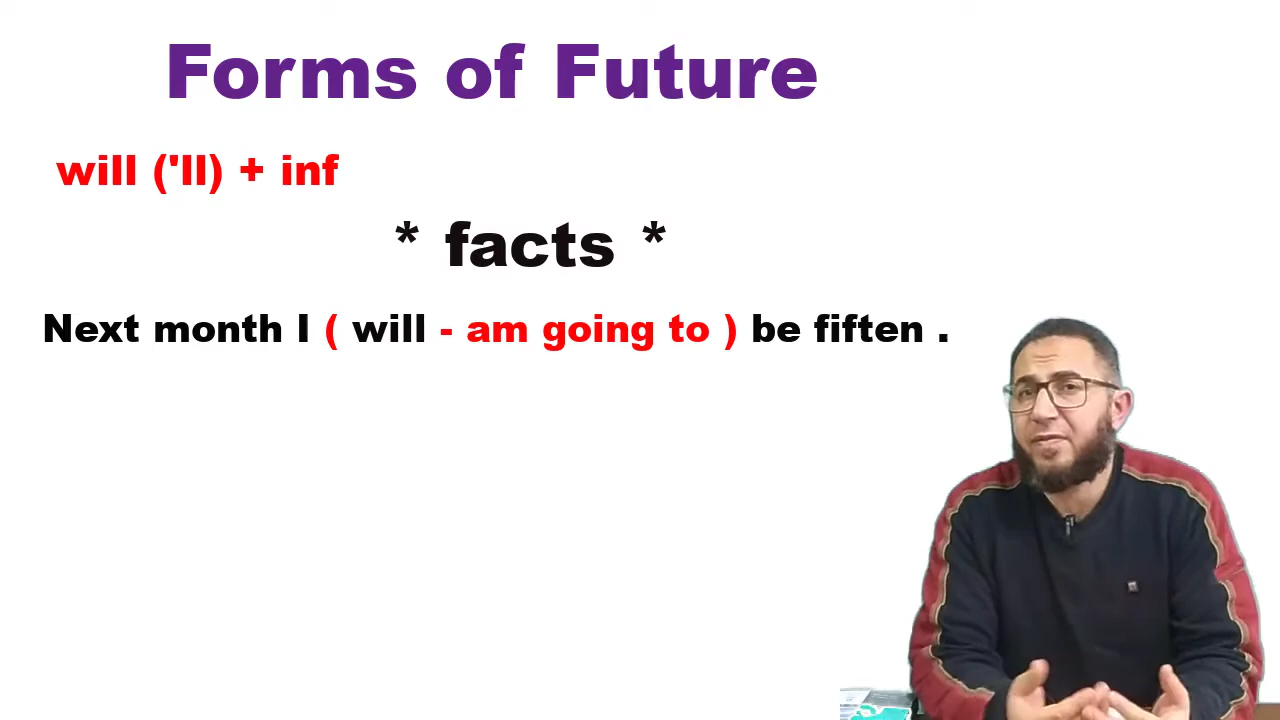 Forms of Future
will ('ll) + inf
* facts *
Next month I ( will - am going to ) be fiften .